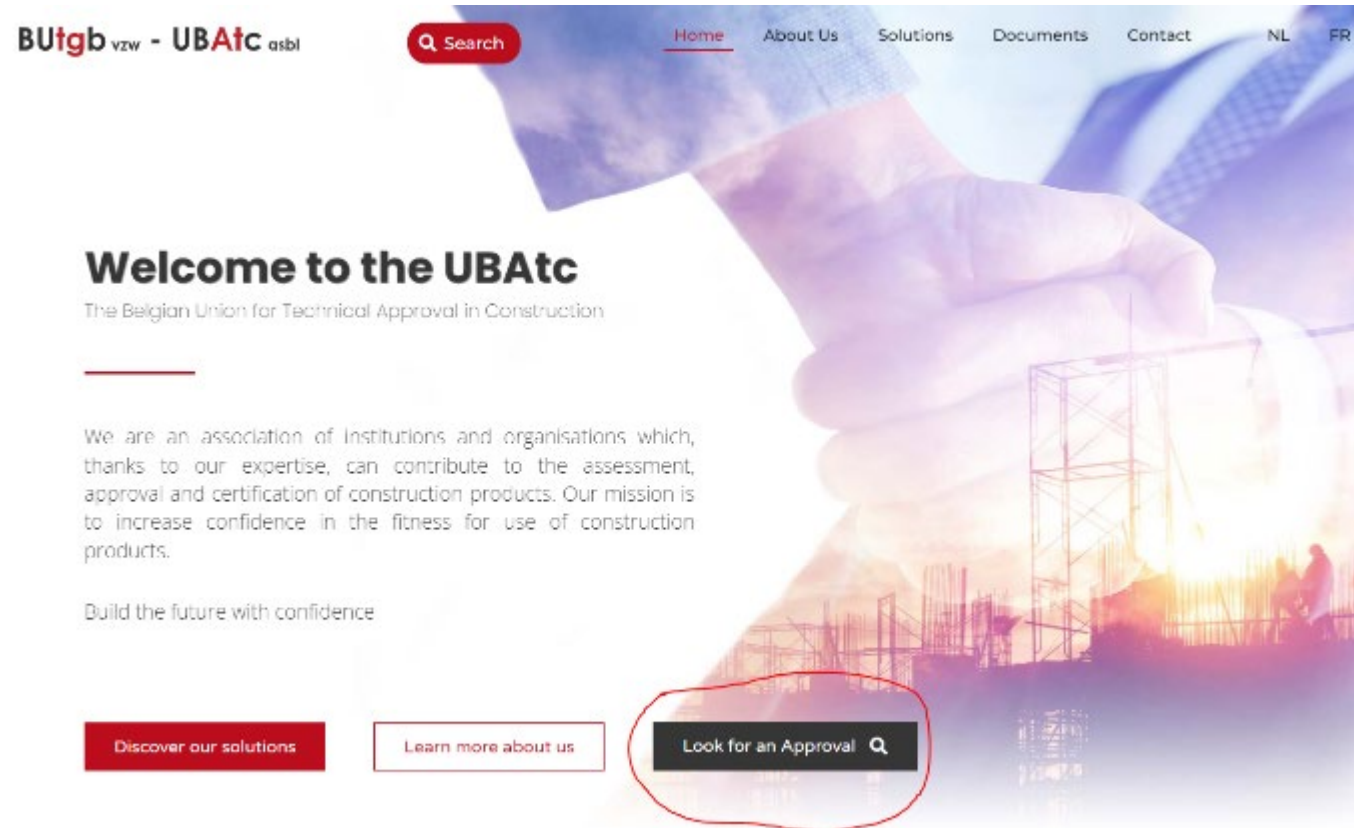 BUtgb vzw - UBAtc asbl
Search
Home About Us Solutions Documents Contact NL FR
Welcome to the UBAtc
The Belgian Union for Technical Approval in Construction
We are an association of institutions and organisations which,
thanks to our expertise, can contribute to the assessment,
approval and certification of construction products. Our mission is
to increase confidence in the fitness for use of construction
products.
Build the future with confidence
Discover our solutions
Learn more about us
Look for an Approval